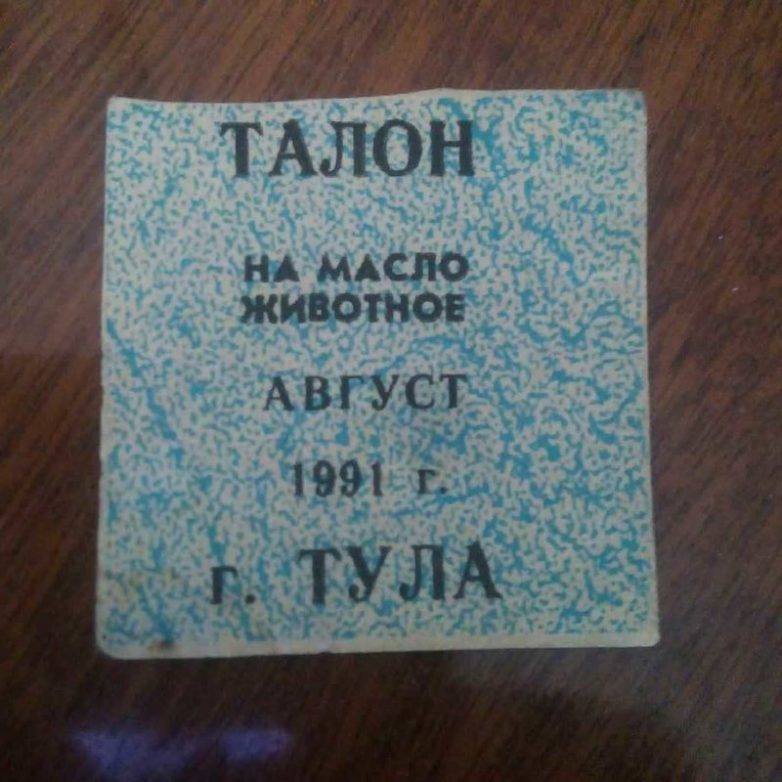 ТАЛОН
НА МАСЛО
ЖИВОТНОЕ
АВГУСТ
1991 г.
г. ТУЛА